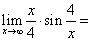 lim x→∞ x/4 · sin 4/x =